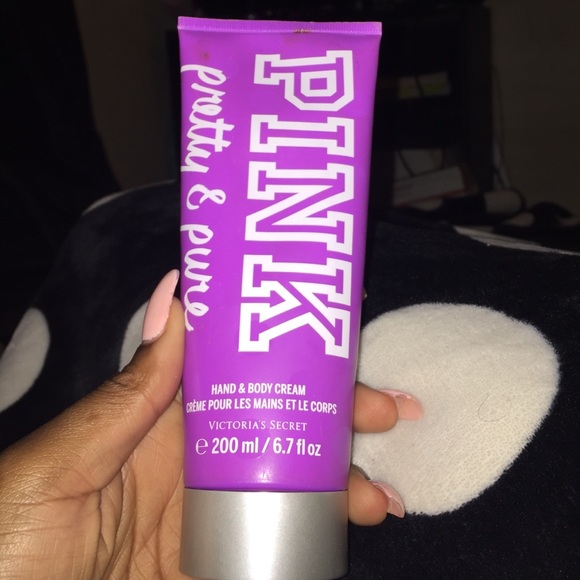 PINK
pretty & pure
HAND & BODY CREAM
CRÈME POUR LES MAINS ET LE CORPS
VICTORIA'S SECRET
℮ 200 ml / 6.7 fl oz